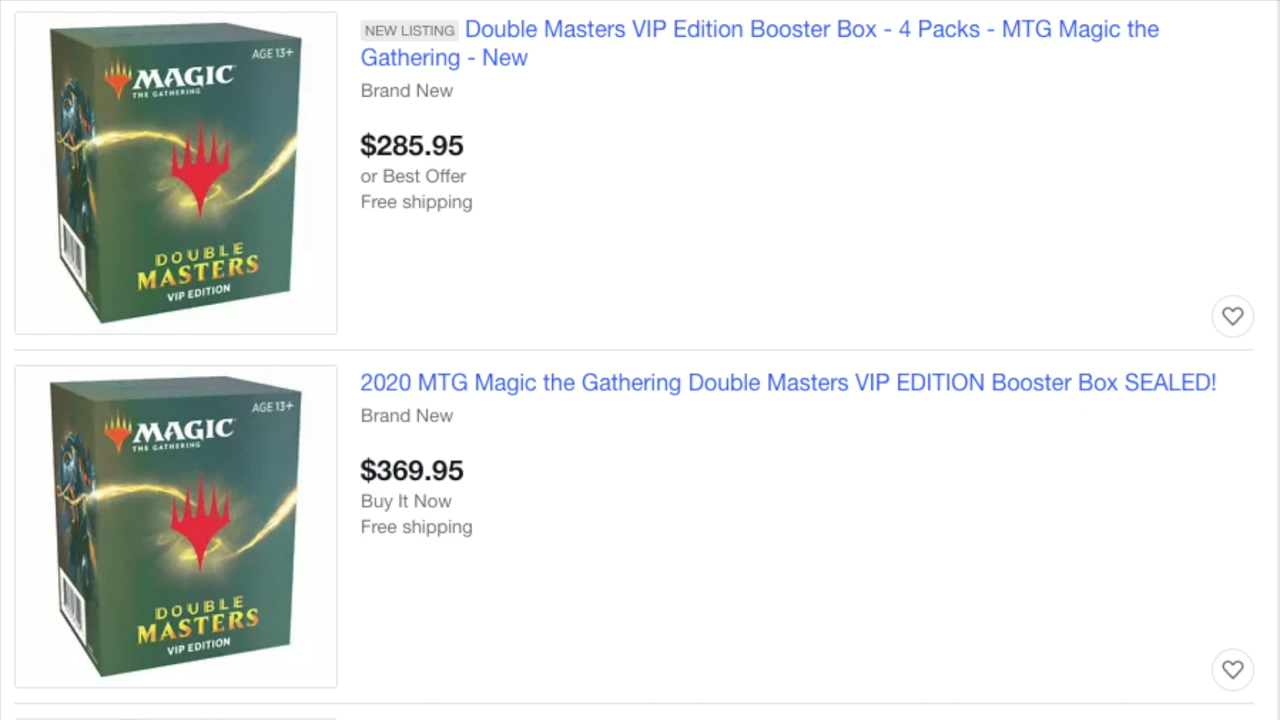 AGE 13+
MAGIC
THE GATHERING
DOUBLE
MASTERS
VIP EDITION
NEW LISTING Double Masters VIP Edition Booster Box - 4 Packs - MTG Magic the
Gathering - New
Brand New
$285.95
or Best Offer
Free shipping
AGE 13+
MAGIC
THE GATHERING
DOUBLE
MASTERS
VIP EDITION
2020 MTG Magic the Gathering Double Masters VIP EDITION Booster Box SEALED!
Brand New
$369.95
Buy It Now
Free shipping